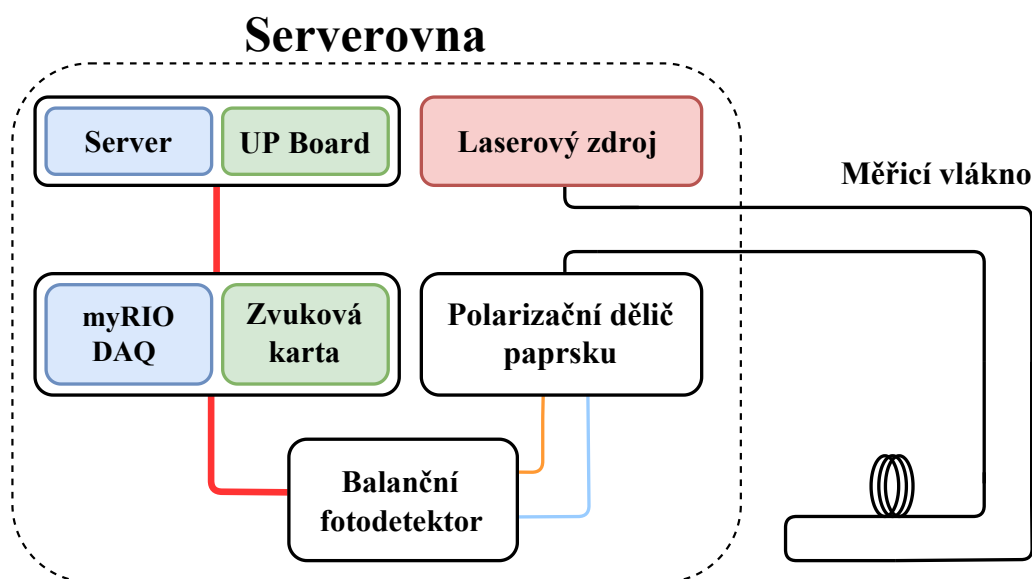 Serverovna
Server
UP Board
Laserový zdroj
Měřicí vlákno
myRIO
DAQ
Zvuková
karta
Polarizační dělič
paprsku
Balanční
fotodetektor